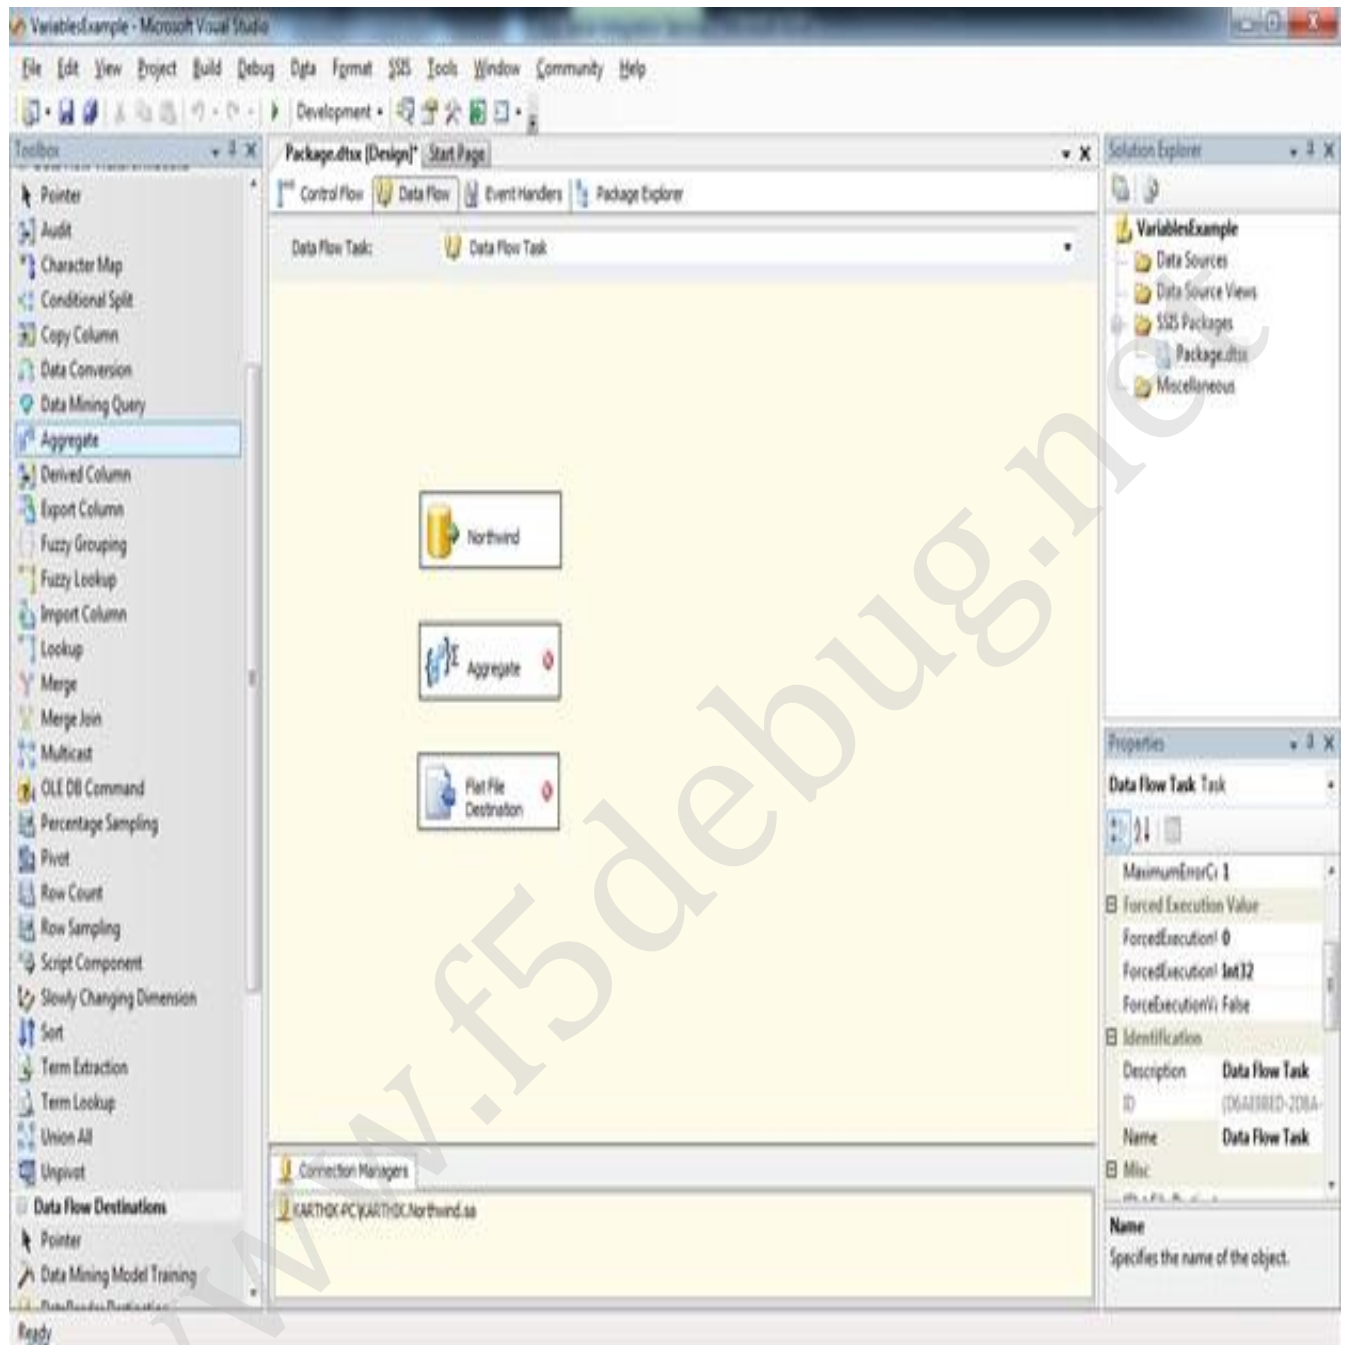 VariablesExample - Microsoft Visual Studio
File Edit View Project Build Debug Data Format SSIS Tools Window Community Help
Development
Toolbox
Pointer
Audit
Character Map
Conditional Split
Copy Column
Data Conversion
Data Mining Query
Aggregate
Derived Column
Export Column
Fuzzy Grouping
Fuzzy Lookup
Import Column
Lookup
Merge
Merge Join
Multicast
OLE DB Command
Percentage Sampling
Pivot
Row Count
Row Sampling
Script Component
Slowly Changing Dimension
Sort
Term Extraction
Term Lookup
Union All
Unpivot
Data Flow Destinations
Pointer
Data Mining Model Training
Package.dtsx [Design]* Start Page
Control Flow Data Flow Event Handlers Package Explorer
Data Flow Task: Data Flow Task
Northwind
Aggregate
Flat File
Destination
Connection Managers
KARTHIK-PC\KARTHIK.Northwind.sa
Solution Explorer
VariablesExample
Data Sources
Data Source Views
SSIS Packages
Package.dtsx
Miscellaneous
Properties
Data Flow Task Task
MaximumErrorC 1
Forced Execution Value
ForcedExecution 0
ForcedExecution Int32
ForceExecutionV False
Identification
Description Data Flow Task
ID
Name Data Flow Task
Misc
Name
Specifies the name of the object.
Ready
www.f5debug.net